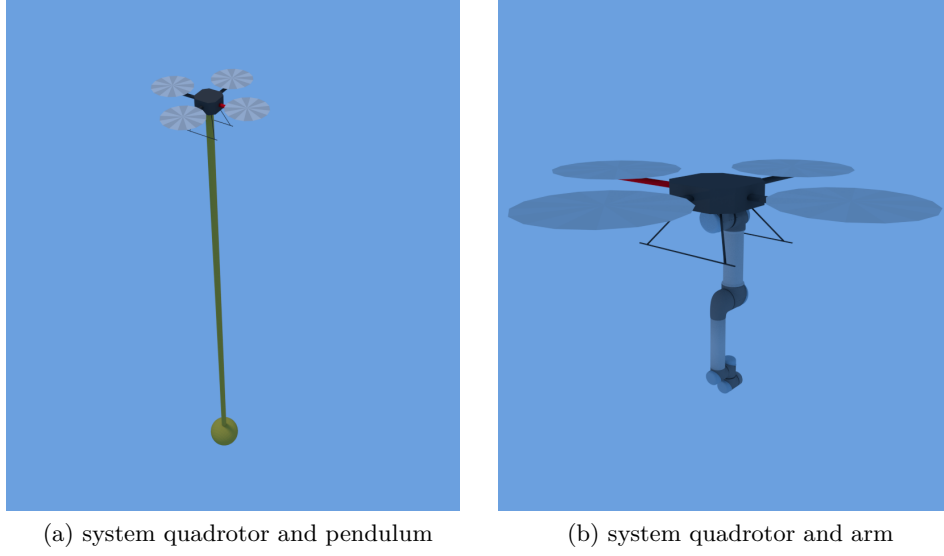 (a) system quadrotor and pendulum
(b) system quadrotor and arm